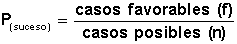 P(suceso) = casos favorables (f)
casos posibles (n)